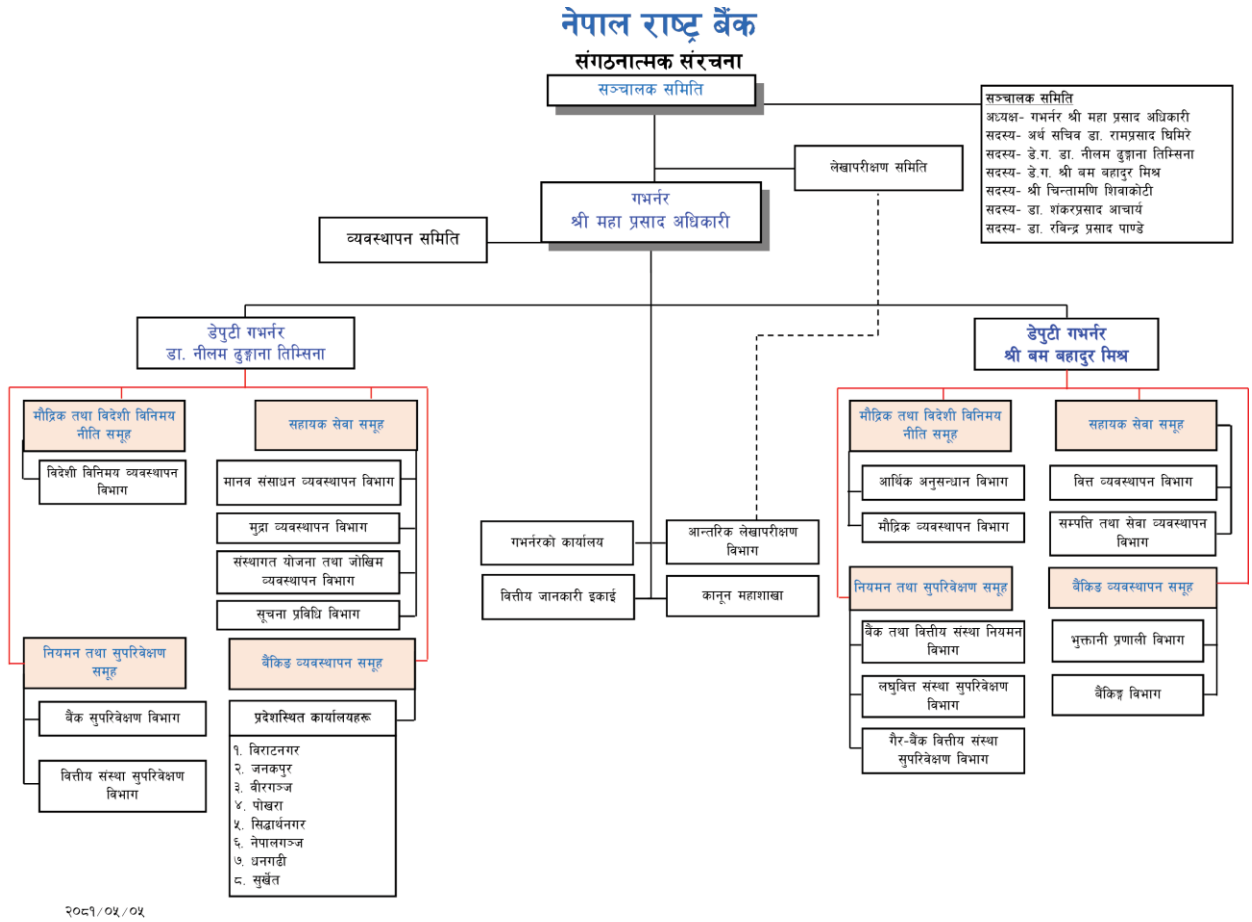 नेपाल राष्ट्र बैंक
संगठनात्मक संरचना
सञ्चालक समिति
सञ्चालक समिति
अध्यक्ष- गभर्नर श्री महा प्रसाद अधिकारी
सदस्य- अर्थ सचिव डा. रामप्रसाद घिमिरे
सदस्य- डे.ग. डा. नीलम ढुङ्गाना तिम्सिना
सदस्य- डे.ग. श्री बम बहादुर मिश्र
सदस्य- श्री चिन्तामणि शिवाकोटी
सदस्य- डा. शंकरप्रसाद आचार्य
सदस्य- डा. रविन्द्र प्रसाद पाण्डे
लेखापरीक्षण समिति
गभर्नर
श्री महा प्रसाद अधिकारी
व्यवस्थापन समिति
डेपुटी गभर्नर
डा. नीलम ढुङ्गाना तिम्सिना
डेपुटी गभर्नर
श्री बम बहादुर मिश्र
मौद्रिक तथा विदेशी विनिमय
नीति समूह
विदेशी विनिमय व्यवस्थापन
विभाग
सहायक सेवा समूह
मानव संसाधन व्यवस्थापन विभाग
मुद्रा व्यवस्थापन विभाग
संस्थागत योजना तथा जोखिम
व्यवस्थापन विभाग
सूचना प्रविधि विभाग
नियमन तथा सुपरिवेक्षण
समूह
बैंक सुपरिवेक्षण विभाग
वित्तीय संस्था सुपरिवेक्षण
विभाग
बैंकिङ व्यवस्थापन समूह
प्रदेशस्थित कार्यालयहरू
१. विराटनगर
२. जनकपुर
३. वीरगञ्ज
४. पोखरा
५. सिद्धार्थनगर
६. नेपालगञ्ज
७. धनगढी
८. सुर्खेत
गभर्नरको कार्यालय
आन्तरिक लेखापरीक्षण
विभाग
वित्तीय जानकारी इकाई
कानून महाशाखा
मौद्रिक तथा विदेशी विनिमय
नीति समूह
आर्थिक अनुसन्धान विभाग
मौद्रिक व्यवस्थापन विभाग
सहायक सेवा समूह
वित्त व्यवस्थापन विभाग
सम्पत्ति तथा सेवा व्यवस्थापन
विभाग
नियमन तथा सुपरिवेक्षण समूह
बैंक तथा वित्तीय संस्था नियमन
विभाग
लघुवित्त संस्था सुपरिवेक्षण
विभाग
गैर-बैंक वित्तीय संस्था
सुपरिवेक्षण विभाग
बैंकिङ व्यवस्थापन समूह
भुक्तानी प्रणाली विभाग
बैंकिङ्ग विभाग
२०८१/०५/०५